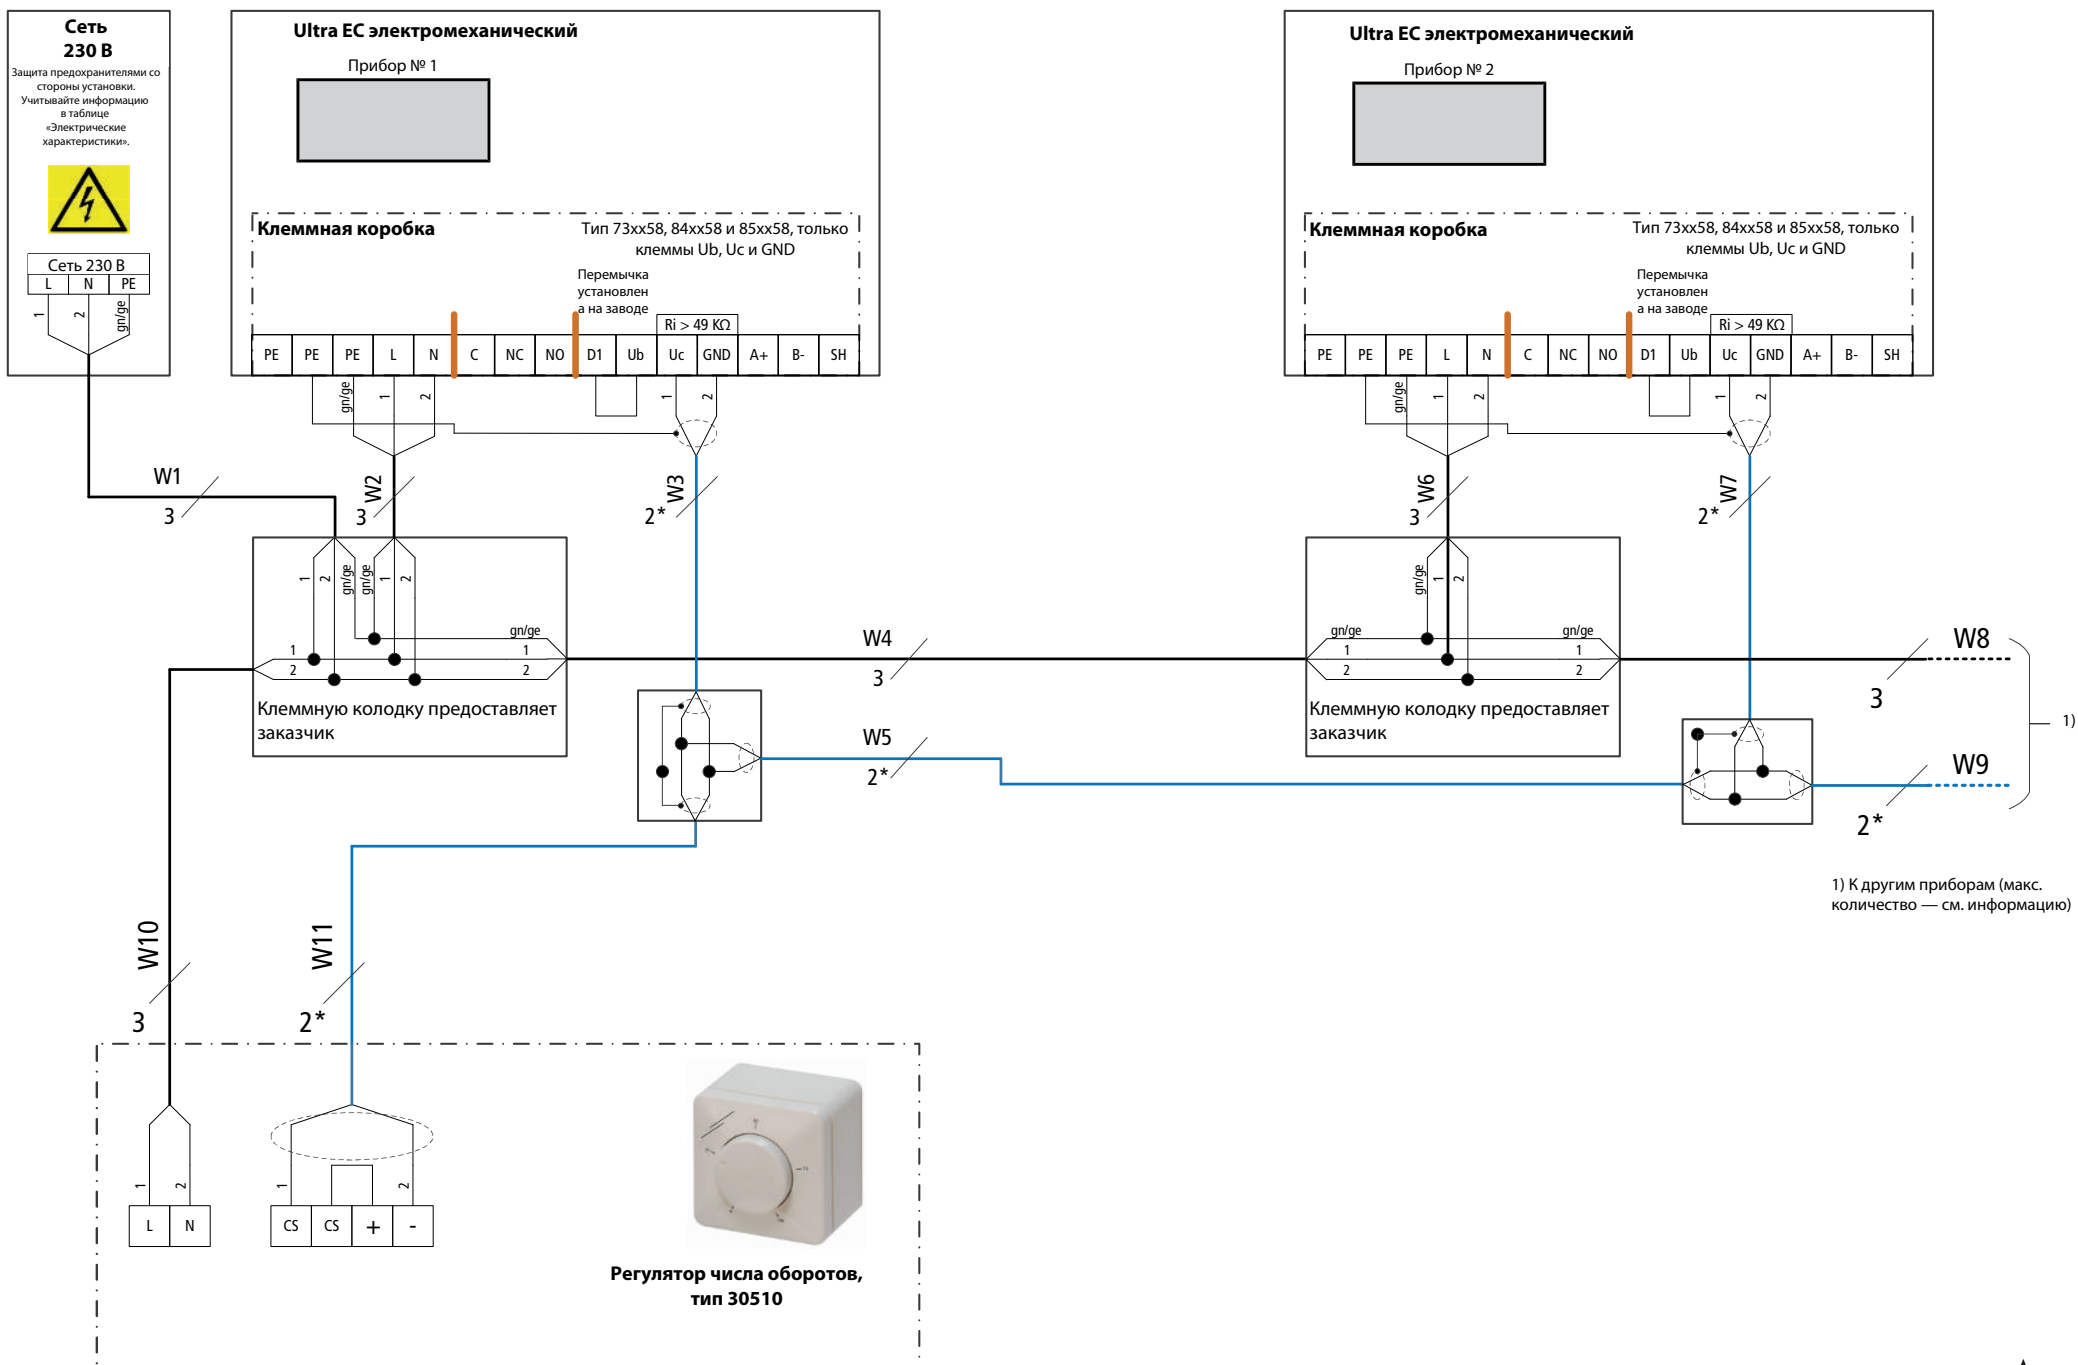 Сеть
230 В
Защита предохранителями со
стороны установки.
Учитывайте информацию
в таблице
«Электрические
характеристики».
Сеть 230 В
L N PE
1 2 gn/ge
Ultra EC электромеханический
Прибор № 1
Клеммная коробка
Тип 73xx58, 84xx58 и 85xx58, только
клеммы Ub, Uc и GND
Перемычка
установлен
а на заводе
Ri > 49 KΩ
PE PE PE L N C NC NO D1 Ub Uc GND A+ B- SH
gn/ge 1 2 1 2
Ultra EC электромеханический
Прибор № 2
Клеммная коробка
Тип 73xx58, 84xx58 и 85xx58, только
клеммы Ub, Uc и GND
Перемычка
установлен
а на заводе
Ri > 49 KΩ
PE PE PE L N C NC NO D1 Ub Uc GND A+ B- SH
gn/ge 1 2 1 2
W1
3
W2
3
W3
2*
W6
3
W7
2*
1 2 gn/ge gn/ge 1 2
gn/ge
1 1
2 2
Клеммную колодку предоставляет
заказчик
W4
3
W5
2*
gn/ge 1 2
gn/ge gn/ge
1 1
2 2
Клеммную колодку предоставляет
заказчик
W8
3
1)
W9
2*
1) К другим приборам (макс.
количество — см. информацию)
W10
3
W11
2*
1 2
L N
1 2
CS CS + -
Регулятор числа оборотов,
тип 30510